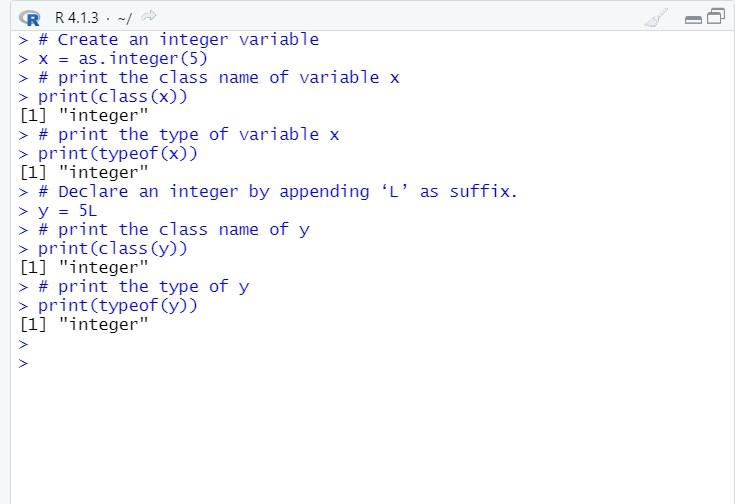 R R 4.1.3 · ~/
> # Create an integer variable
> x = as.integer(5)
> # print the class name of variable x
> print(class(x))
[1] "integer"
> # print the type of variable x
> print(typeof(x))
[1] "integer"
> # Declare an integer by appending ‘L’ as suffix.
> y = 5L
> # print the class name of y
> print(class(y))
[1] "integer"
> # print the type of y
> print(typeof(y))
[1] "integer"
>
>